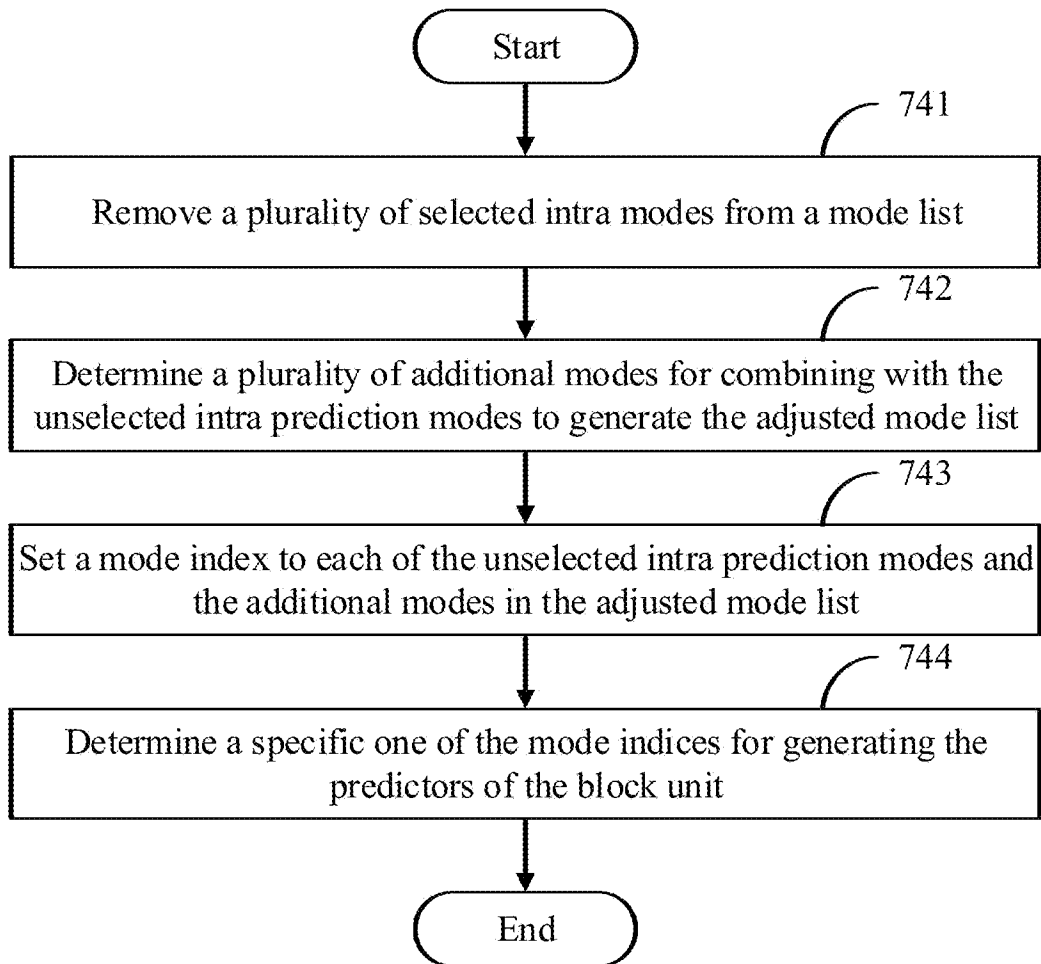 Start
741
Remove a plurality of selected intra modes from a mode list
742
Determine a plurality of additional modes for combining with the
unselected intra prediction modes to generate the adjusted mode list
743
Set a mode index to each of the unselected intra prediction modes and
the additional modes in the adjusted mode list
744
Determine a specific one of the mode indices for generating the
predictors of the block unit
End